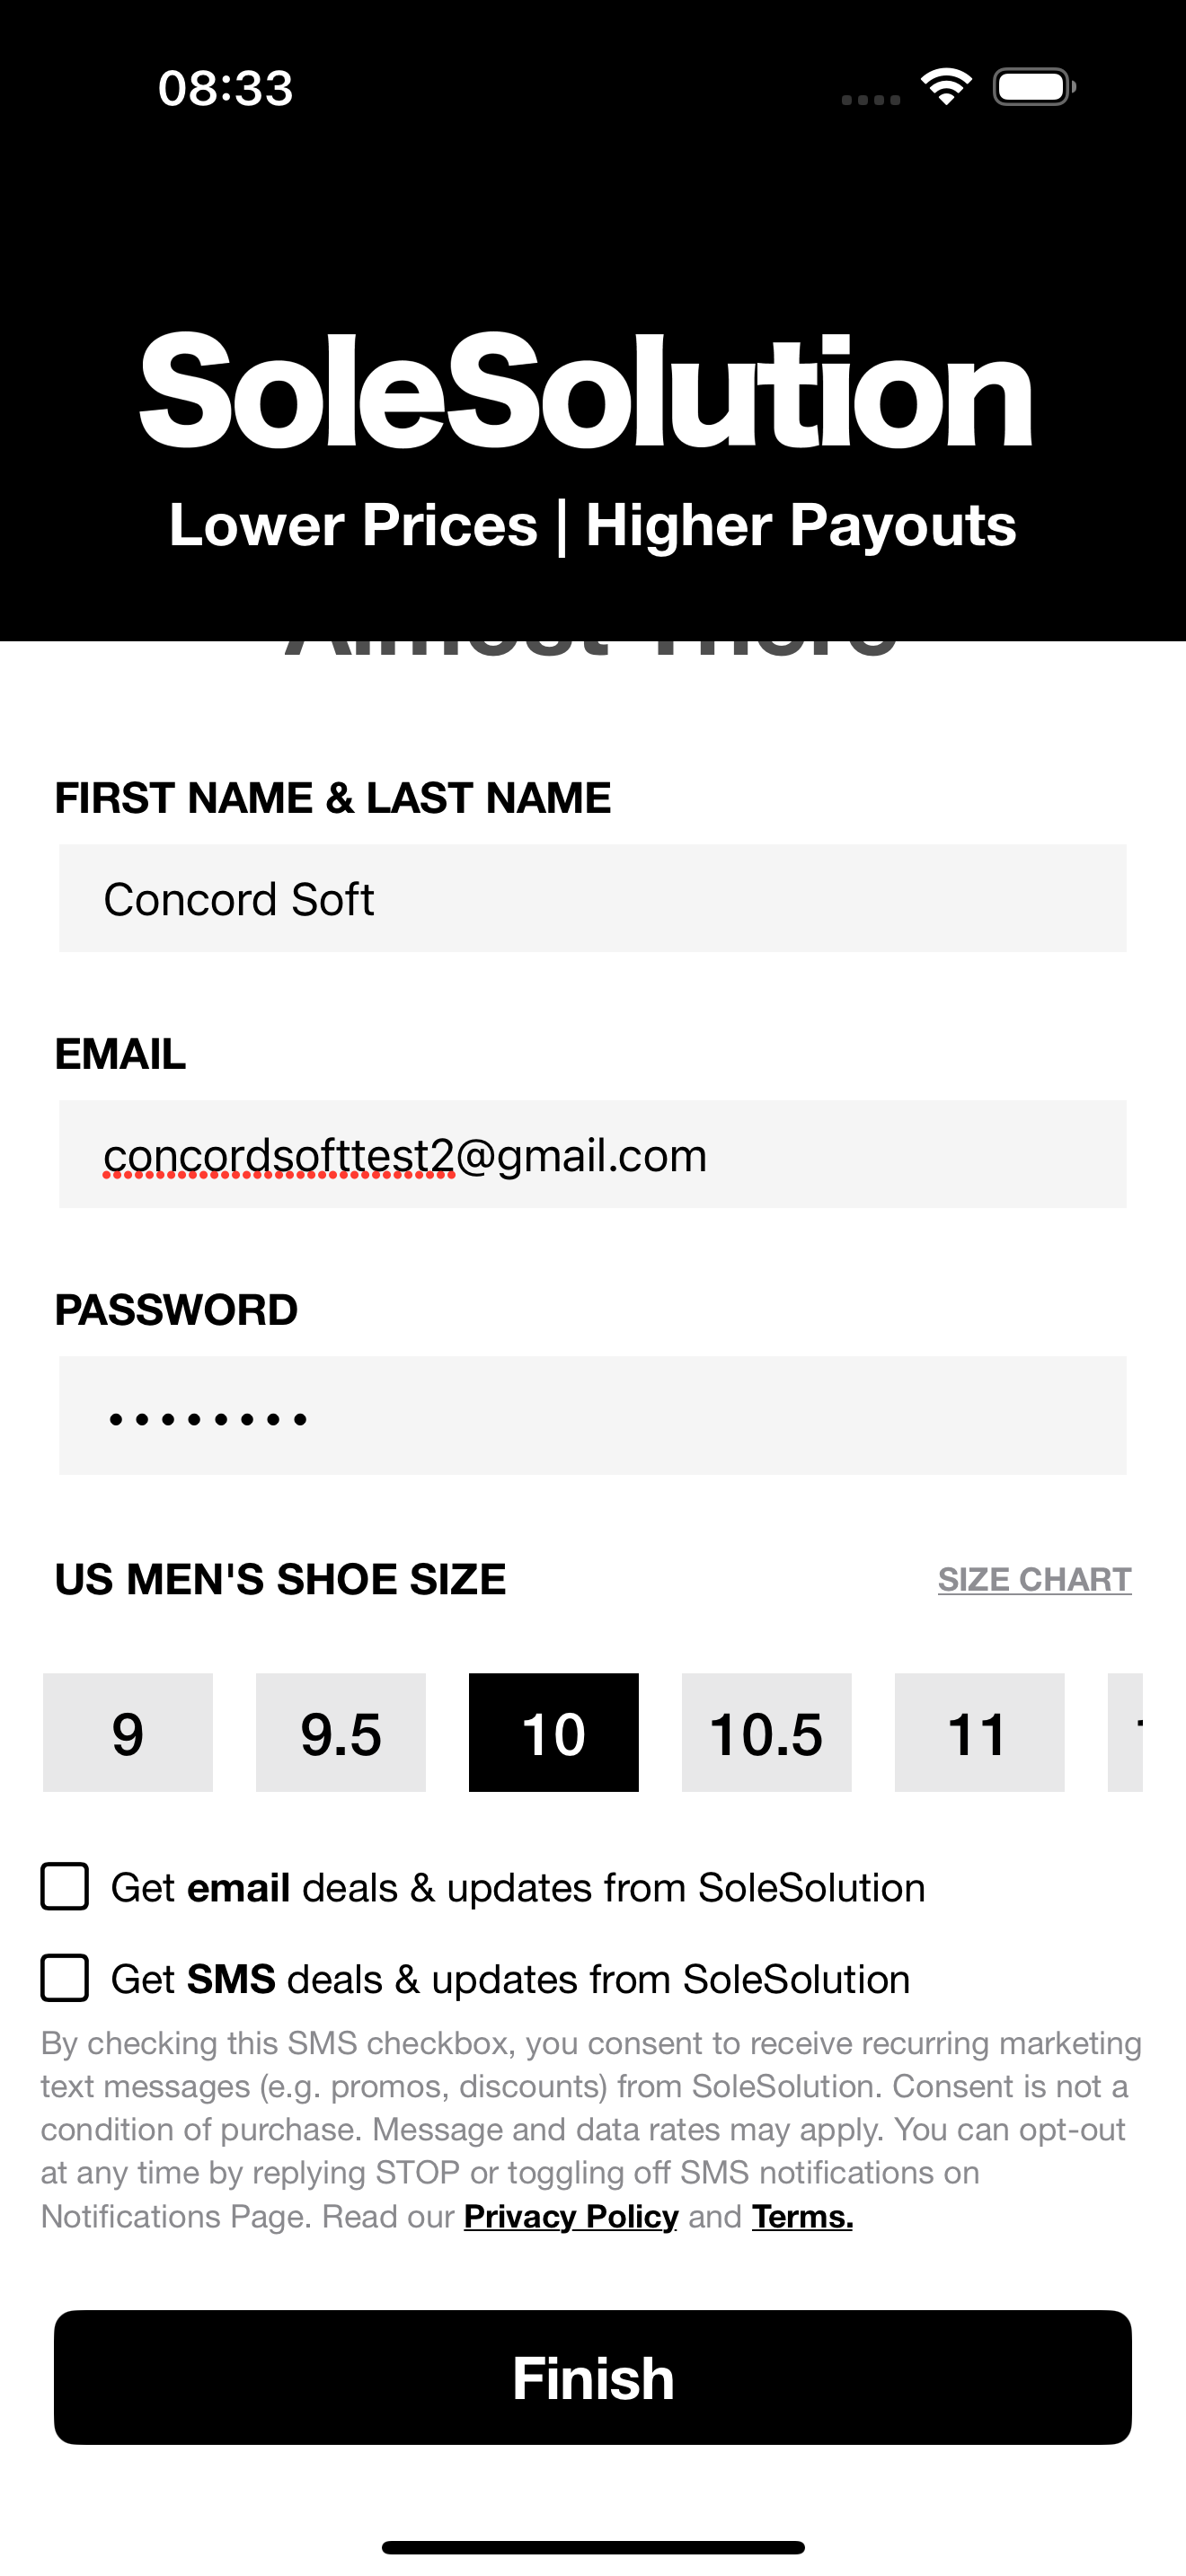 08:33
SoleSolution
Lower Prices | Higher Payouts
Almost There
FIRST NAME & LAST NAME
Concord Soft
EMAIL
concordsofttest2@gmail.com
PASSWORD
••••••••
US MEN'S SHOE SIZE
SIZE CHART
9 9.5 10 10.5 11
Get email deals & updates from SoleSolution
Get SMS deals & updates from SoleSolution
By checking this SMS checkbox, you consent to receive recurring marketing
text messages (e.g. promos, discounts) from SoleSolution. Consent is not a
condition of purchase. Message and data rates may apply. You can opt-out
at any time by replying STOP or toggling off SMS notifications on
Notifications Page. Read our Privacy Policy and Terms.
Finish